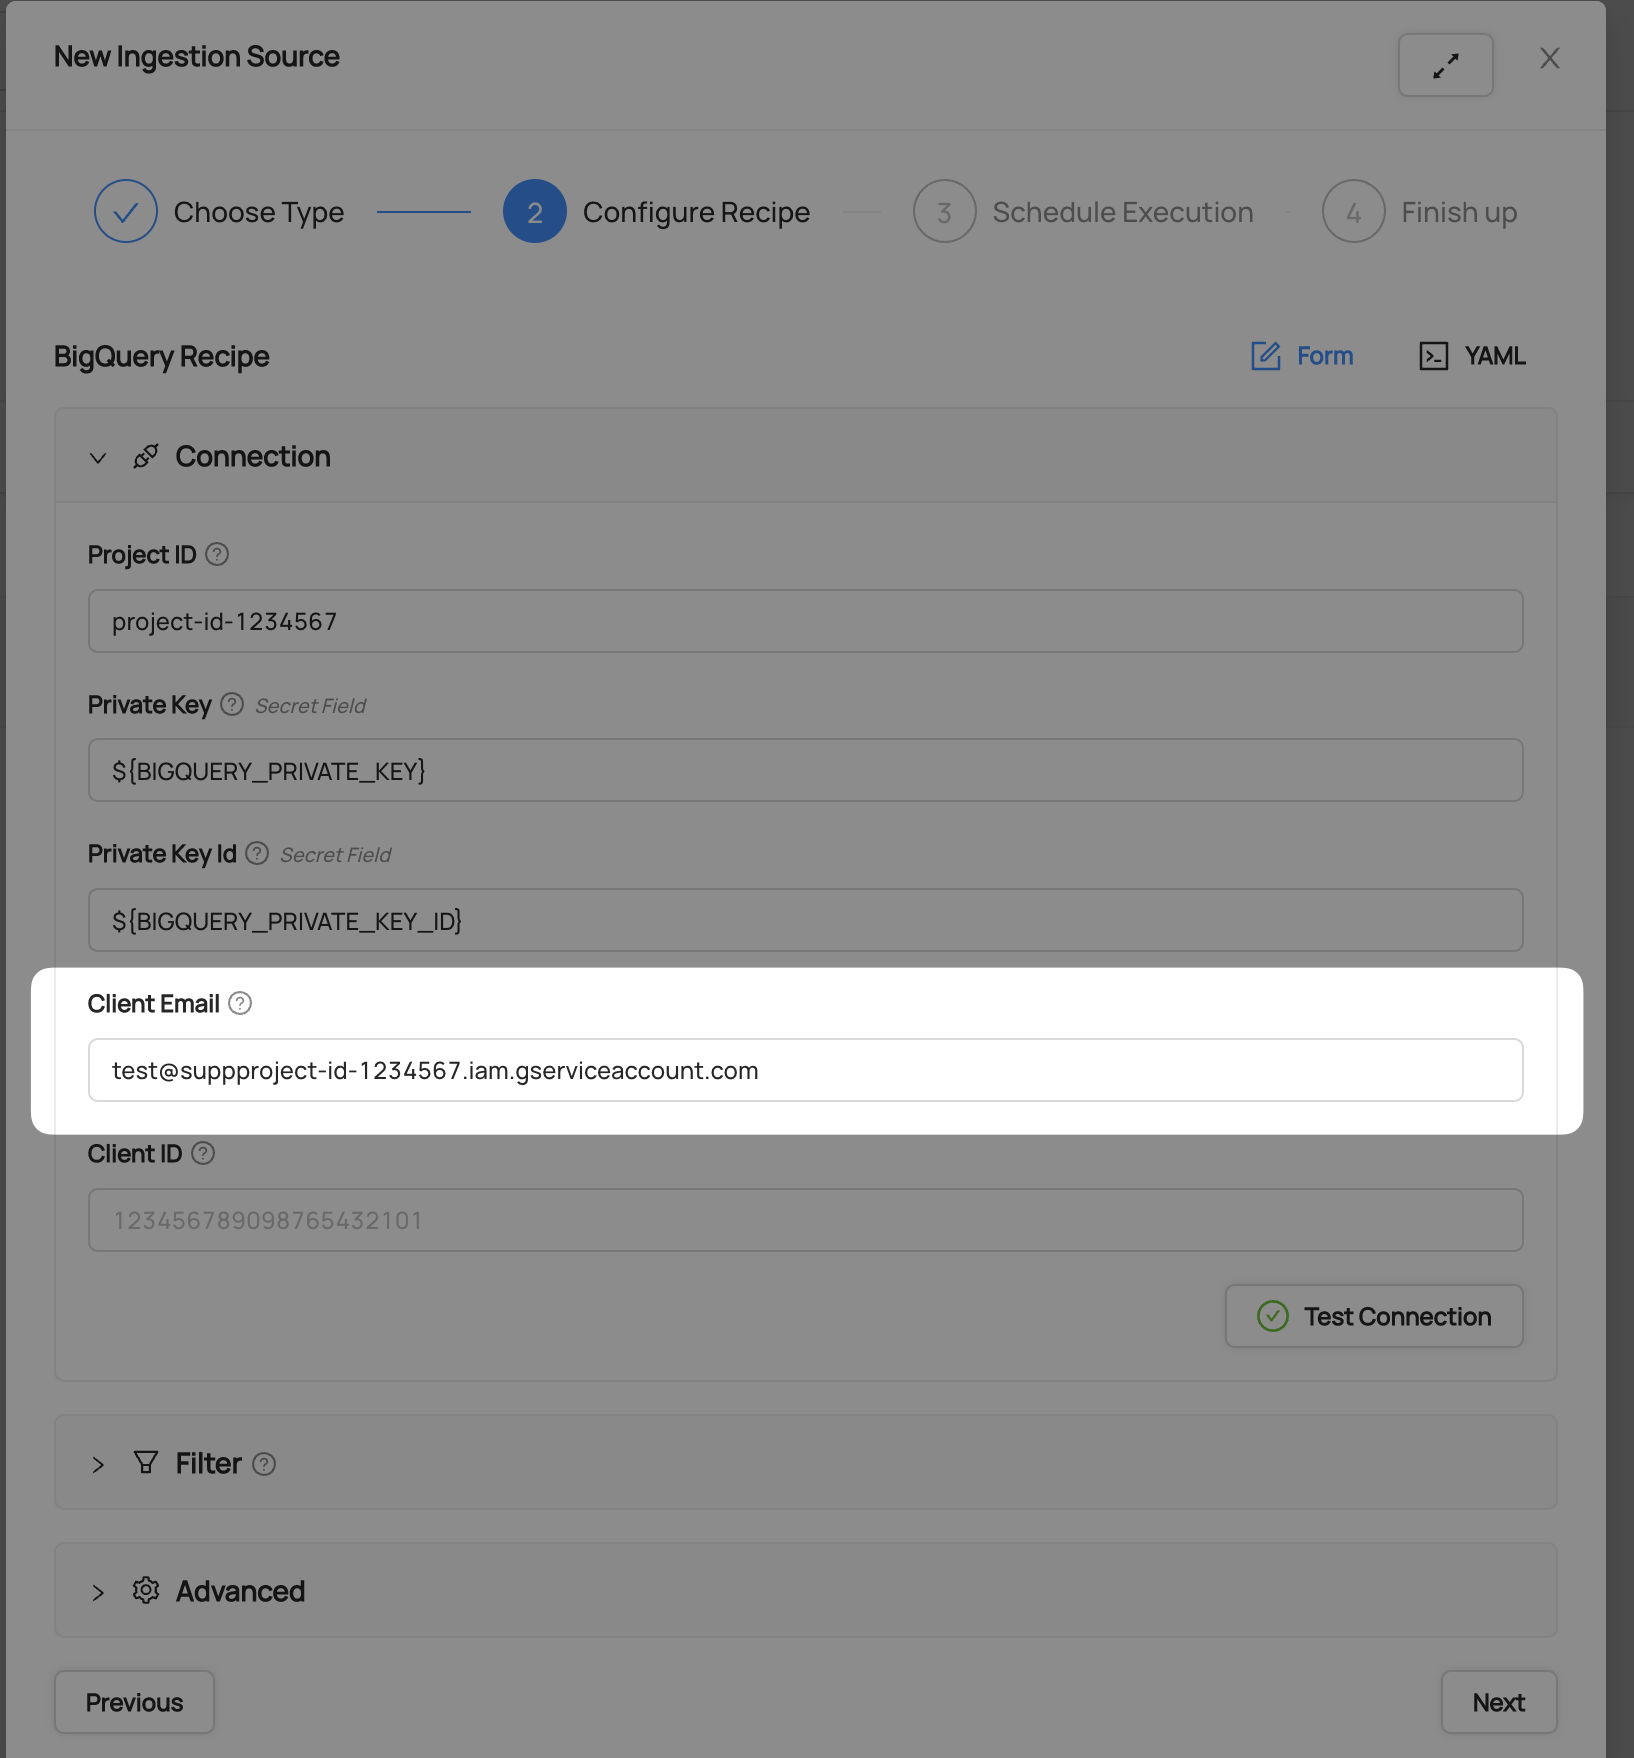 New Ingestion Source
Choose Type
2 Configure Recipe
3 Schedule Execution
4 Finish up
BigQuery Recipe
Form
YAML
Connection
Project ID ?
project-id-1234567
Private Key ? Secret Field
${BIGQUERY_PRIVATE_KEY}
Private Key Id ? Secret Field
${BIGQUERY_PRIVATE_KEY_ID}
Client Email ?
test@suppproject-id-1234567.iam.gserviceaccount.com
Client ID ?
123456789098765432101
Test Connection
Filter ?
Advanced
Previous
Next